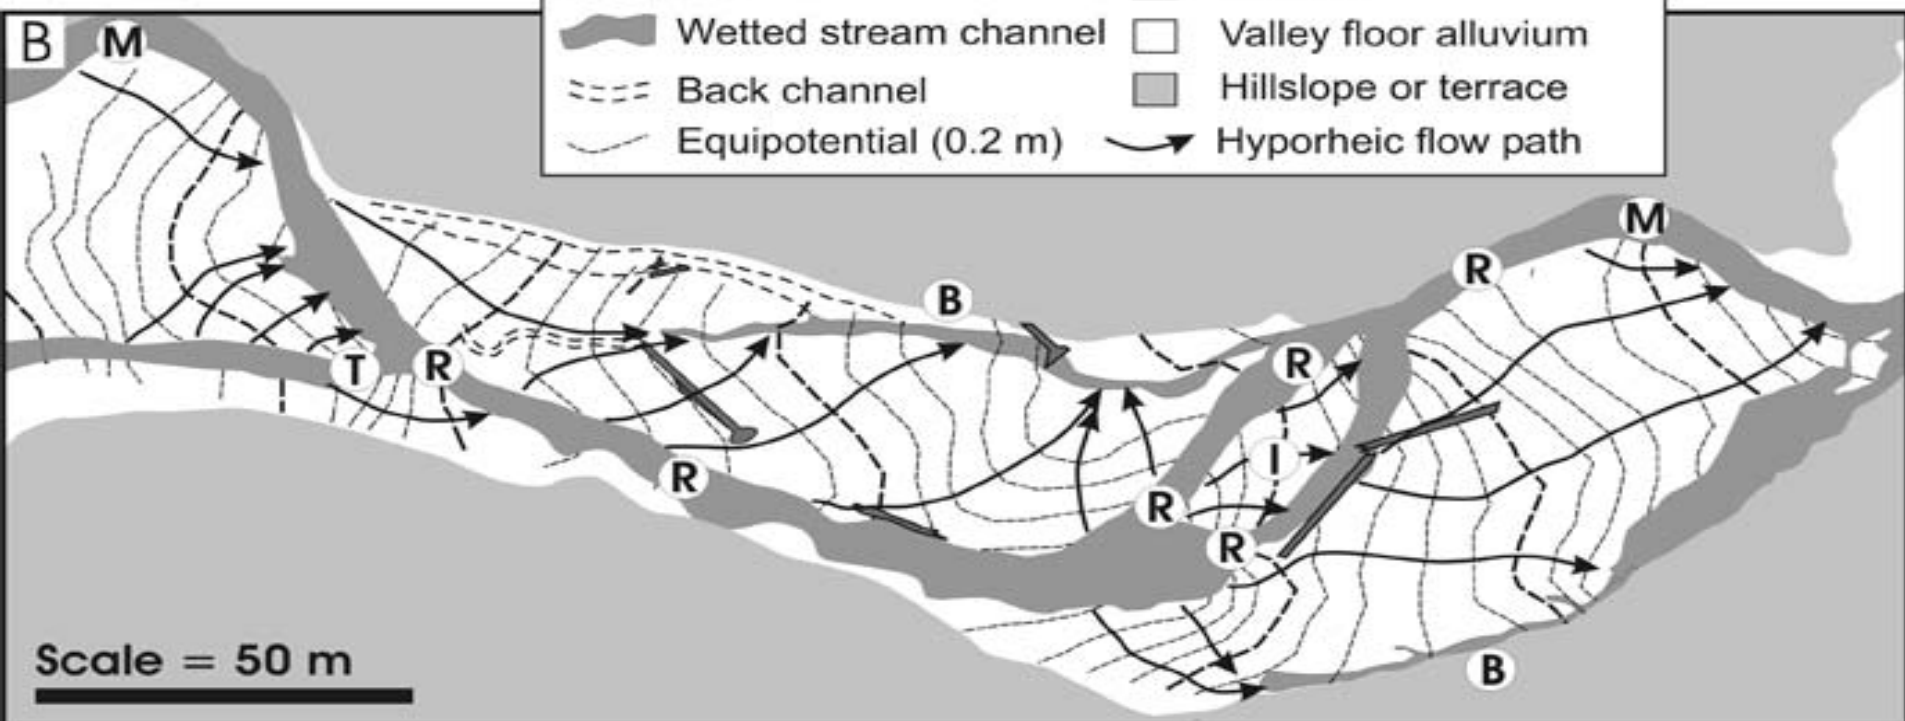 B
M
Wetted stream channel
Valley floor alluvium
Back channel
Hillslope or terrace
Equipotential (0.2 m)
Hyporheic flow path
M
R
B
T
R
R
R
I
R
R
B
Scale = 50 m